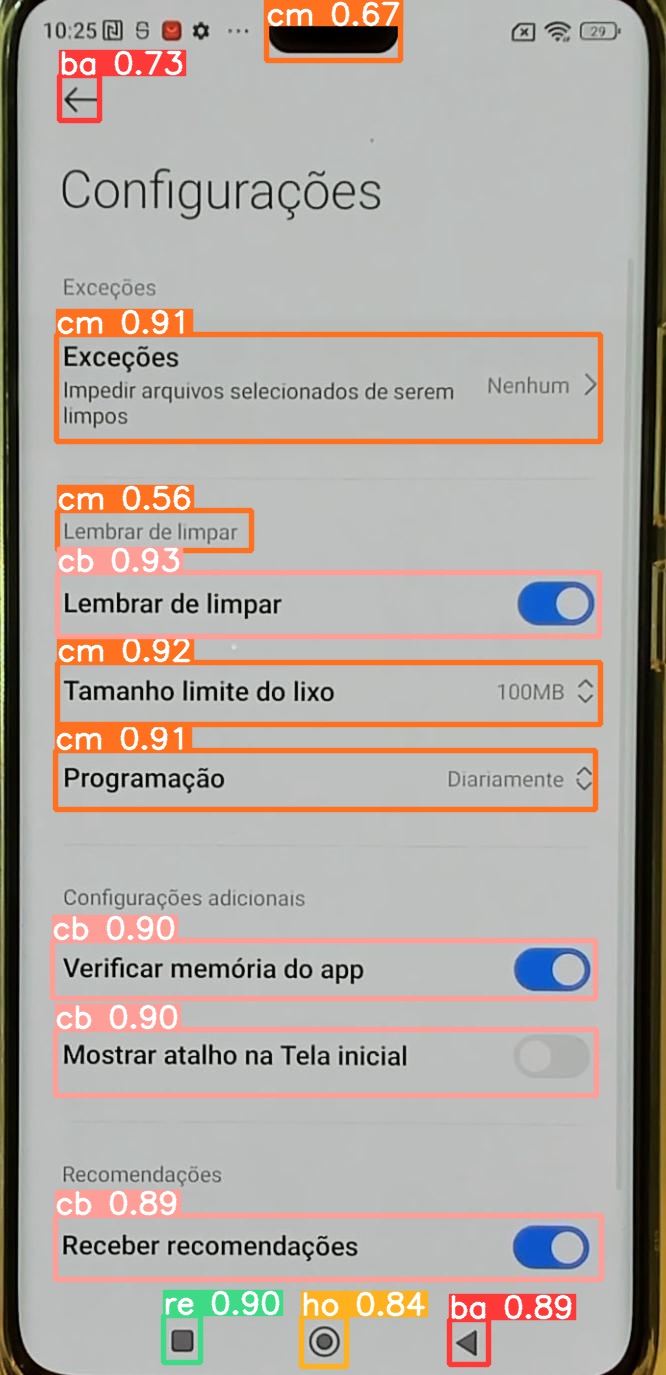 cm 0.67
10:25 S ... 29
ba 0.73
Configurações
Exceções
cm 0.91
Exceções
Impedir arquivos selecionados de serem Nenhum
limpos
cm 0.56
Lembrar de limpar
cb 0.93
Lembrar de limpar
cm 0.92
Tamanho limite do lixo 100MB
cm 0.91
Programação Diariamente
Configurações adicionais
cb 0.90
Verificar memória do app
cb 0.90
Mostrar atalho na Tela inicial
Recomendações
cb 0.89
Receber recomendações
re 0.90 ho 0.84 ba 0.89